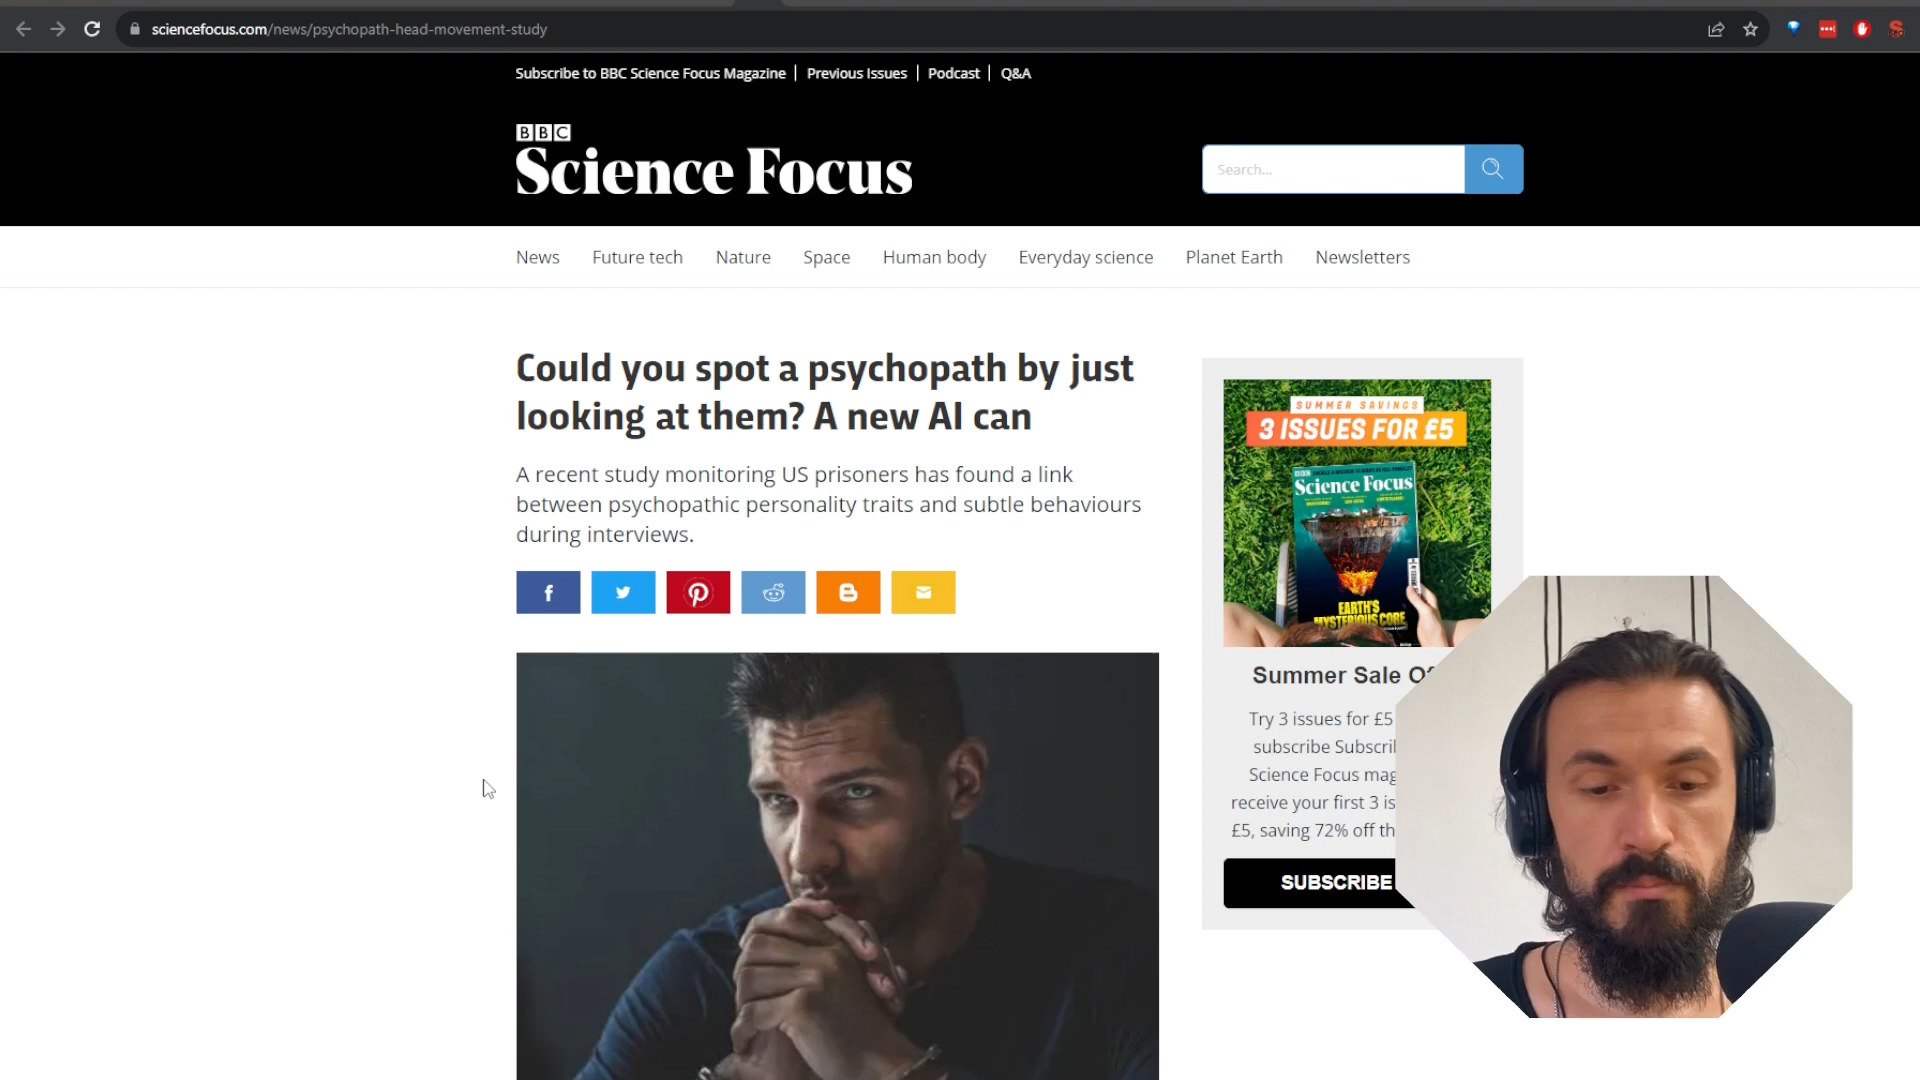 sciencefocus.com/news/psychopath-head-movement-study
Subscribe to BBC Science Focus Magazine | Previous Issues | Podcast | Q&A
BBC
Science Focus
Search...
News Future tech Nature Space Human body Everyday science Planet Earth Newsletters
Could you spot a psychopath by just
looking at them? A new AI can
A recent study monitoring US prisoners has found a link
between psychopathic personality traits and subtle behaviours
during interviews.
SUMMER SAVINGS
3 ISSUES FOR £5
Science Focus
EARTH'S
MYSTERIOUS CORE
Summer Sale
Try 3 issues for £5
subscribe
Science Focus
receive your first 3
£5, saving 72% off
SUBSCRIBE